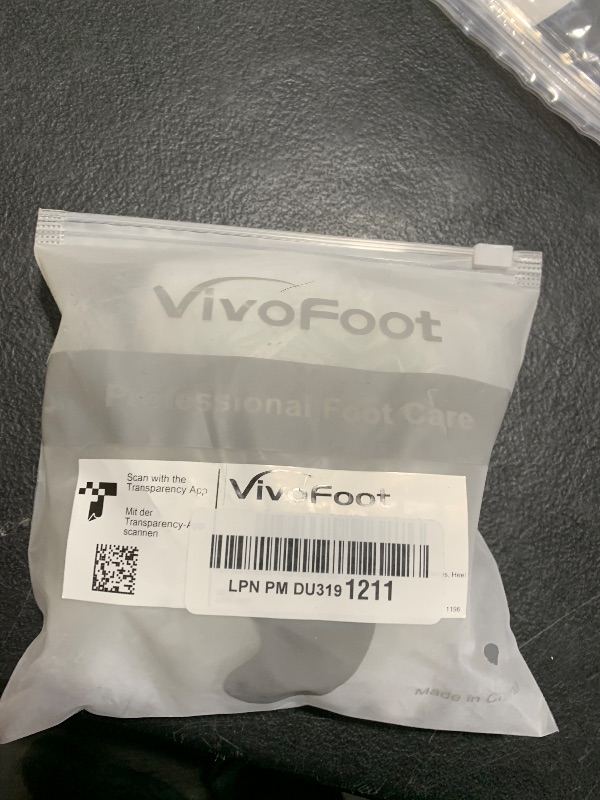 VivoFoot
Professional Foot Care
Scan with the
Transparency App
Mit der
scannen
VivoFoot
LPN PM DU319 1211
1196
Made in